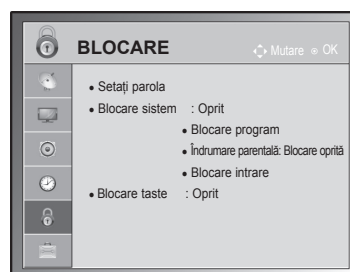 BLOCARE
Mutare OK
• Setați parola
• Blocare sistem : Oprit
• Blocare program
• Îndrumare parentală: Blocare oprită
• Blocare intrare
• Blocare taste : Oprit